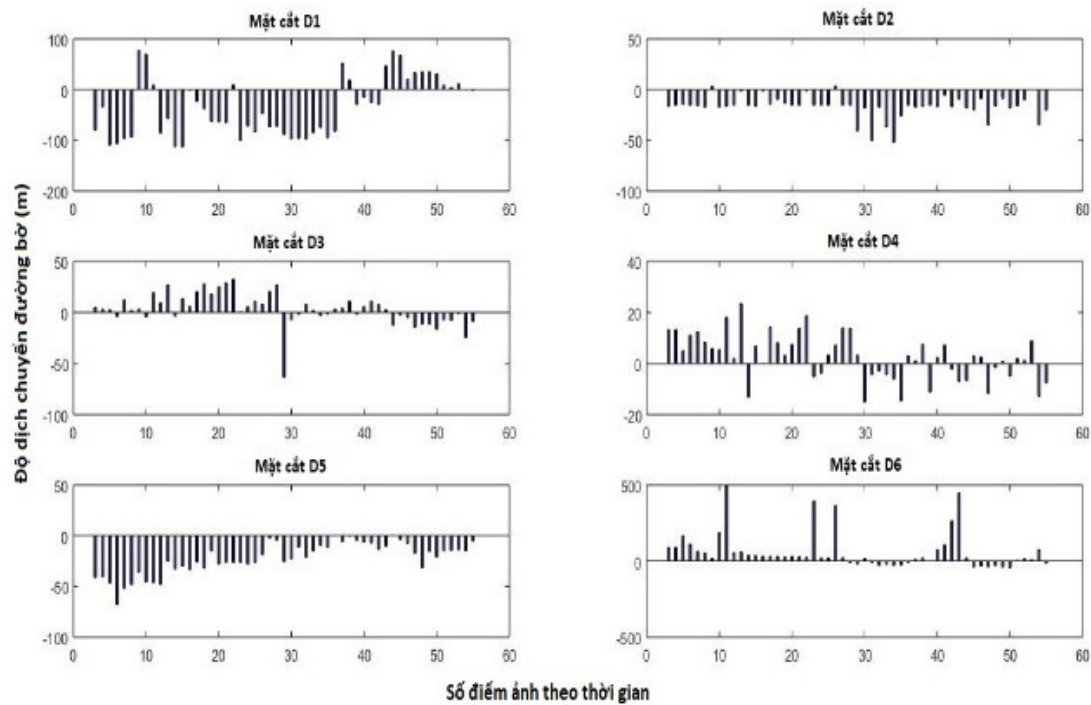 Mặt cắt D1
100
0
-100
-200
0 10 20 30 40 50 60
Mặt cắt D2
50
0
-50
-100
0 10 20 30 40 50 60
Mặt cắt D3
50
0
-50
-100
0 10 20 30 40 50 60
Mặt cắt D4
40
20
0
-20
0 10 20 30 40 50 60
Mặt cắt D5
50
0
-50
-100
0 10 20 30 40 50 60
Mặt cắt D6
500
0
-500
0 10 20 30 40 50 60
Độ dịch chuyển đường bờ (m)
Số điểm ảnh theo thời gian